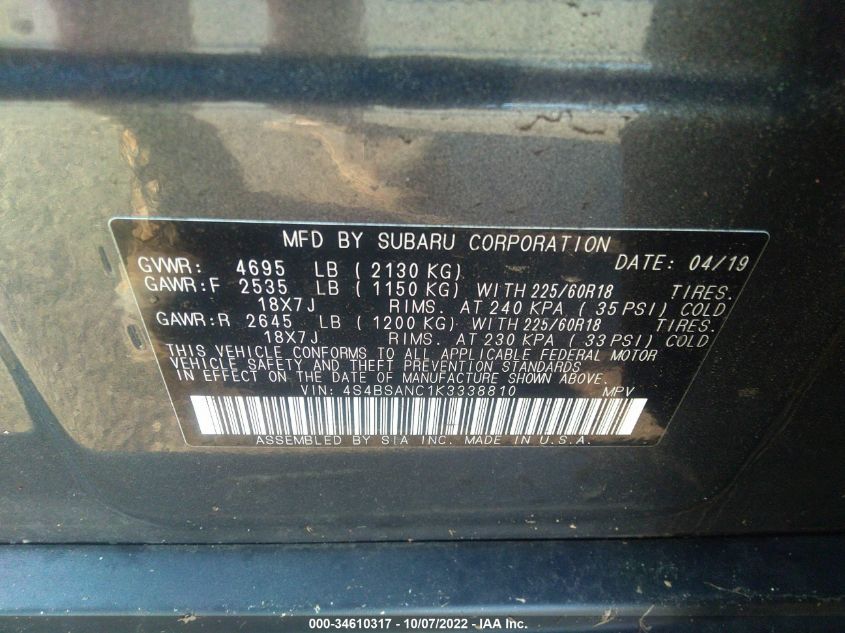 MFD BY SUBARU CORPORATION DATE: 04/19
GVWR: 4695 LB ( 2130 KG)
GAWR:F 2535 LB ( 1150 KG) WITH 225/60R18 TIRES.
18X7J RIMS. AT 240 KPA ( 35 PSI) COLD
GAWR:R 2645 LB ( 1200 KG) WITH 225/60R18 TIRES.
18X7J RIMS. AT 230 KPA ( 33 PSI) COLD
THIS VEHICLE CONFORMS TO ALL APPLICABLE FEDERAL MOTOR
VEHICLE SAFETY AND THEFT PREVENTION STANDARDS
IN EFFECT ON THE DATE OF MANUFACTURE SHOWN ABOVE.
VIN: 4S4BSANC1K3338810 MPV
ASSEMBLED BY SIA INC. MADE IN U.S.A.
000-34610317 - 10/07/2022 - IAA Inc.